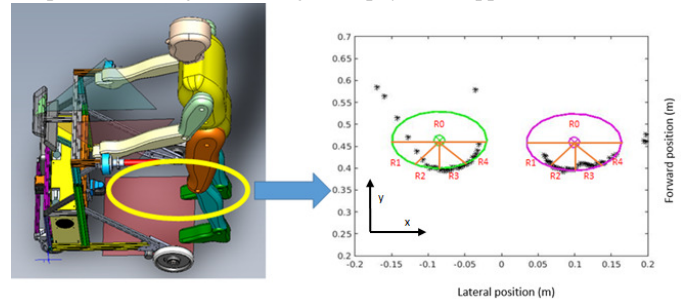 0.7
0.65
0.6
0.55
0.5
0.45
0.4
0.35
0.3
0.25
0.2
R0
R1
R2
R3
R4
R0
R1
R2
R3
R4
y
x
-0.2 -0.15 -0.1 -0.05 0 0.05 0.1 0.15 0.2
Lateral position (m)
Forward position (m)